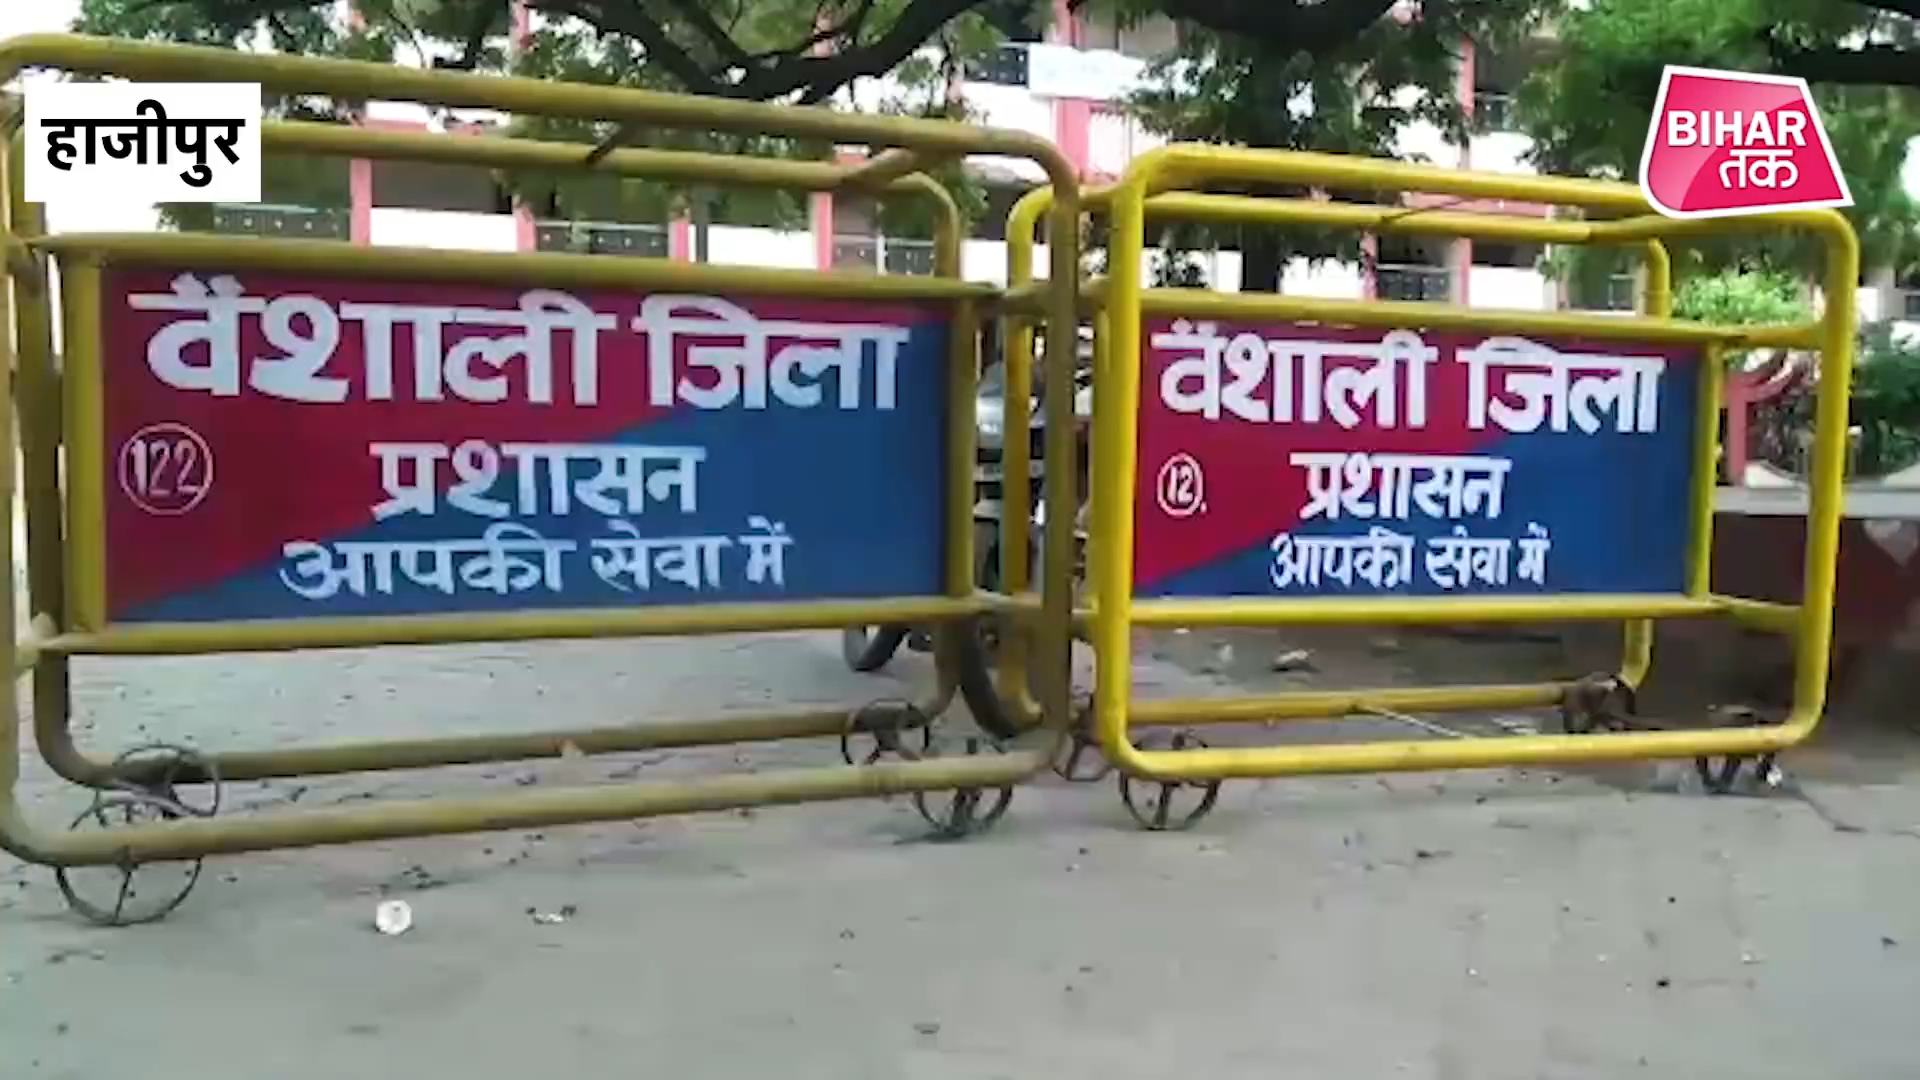 हाजीपुर
BIHAR
तक
वैंशाली जिला
122
प्रशासन
आपकी सेवा में
वैंशाली जिला
12.
प्रशासन
आपकी सेवा में